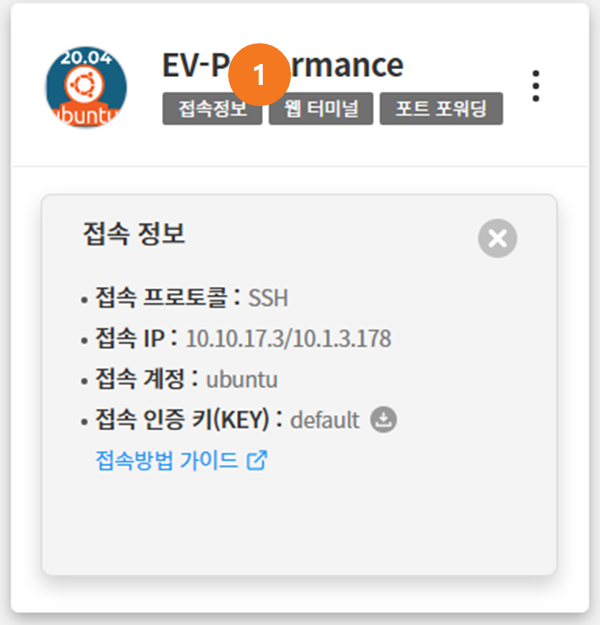 20.04
ubuntu
EV-P rmance
1
접속정보
웹 터미널
포트 포워딩
접속 정보
• 접속 프로토콜 : SSH
• 접속 IP : 10.10.17.3/10.1.3.178
• 접속 계정 : ubuntu
• 접속 인증 키(KEY) : default
접속방법 가이드